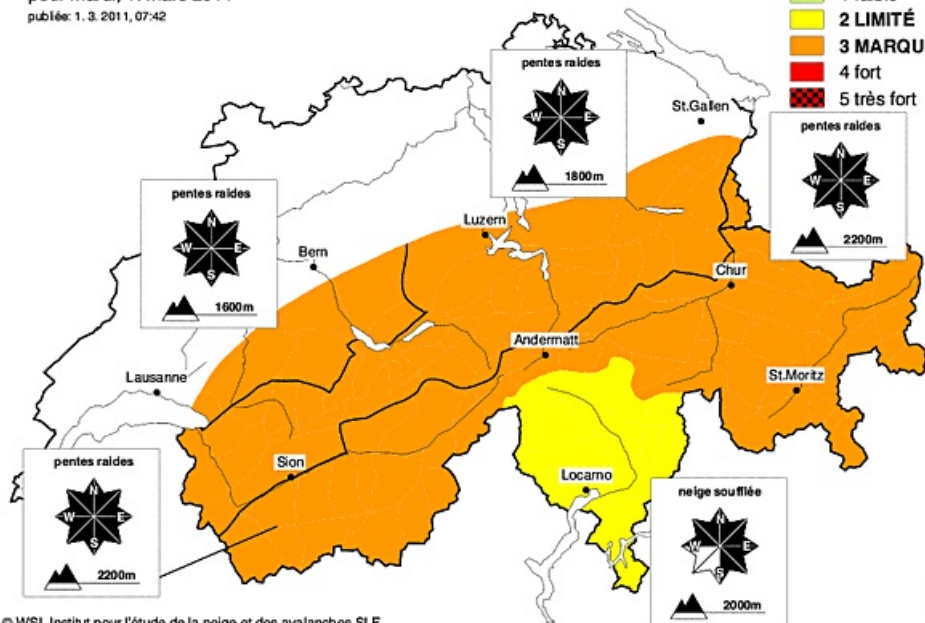 publiée: 1. 3. 2011, 07:42
2 LIMITÉ
3 MARQU
4 fort
5 très fort
pentes raides
N
W E
S
1800m
St.Gallen
pentes raides
N
W E
S
2200m
pentes raides
N
W E
S
1600m
Luzern
Bern
Chur
Andermatt
Lausanne
St.Moritz
pentes raides
N
W E
S
2200m
Sion
Locarno
neige soufflée
N
W E
S
2000m